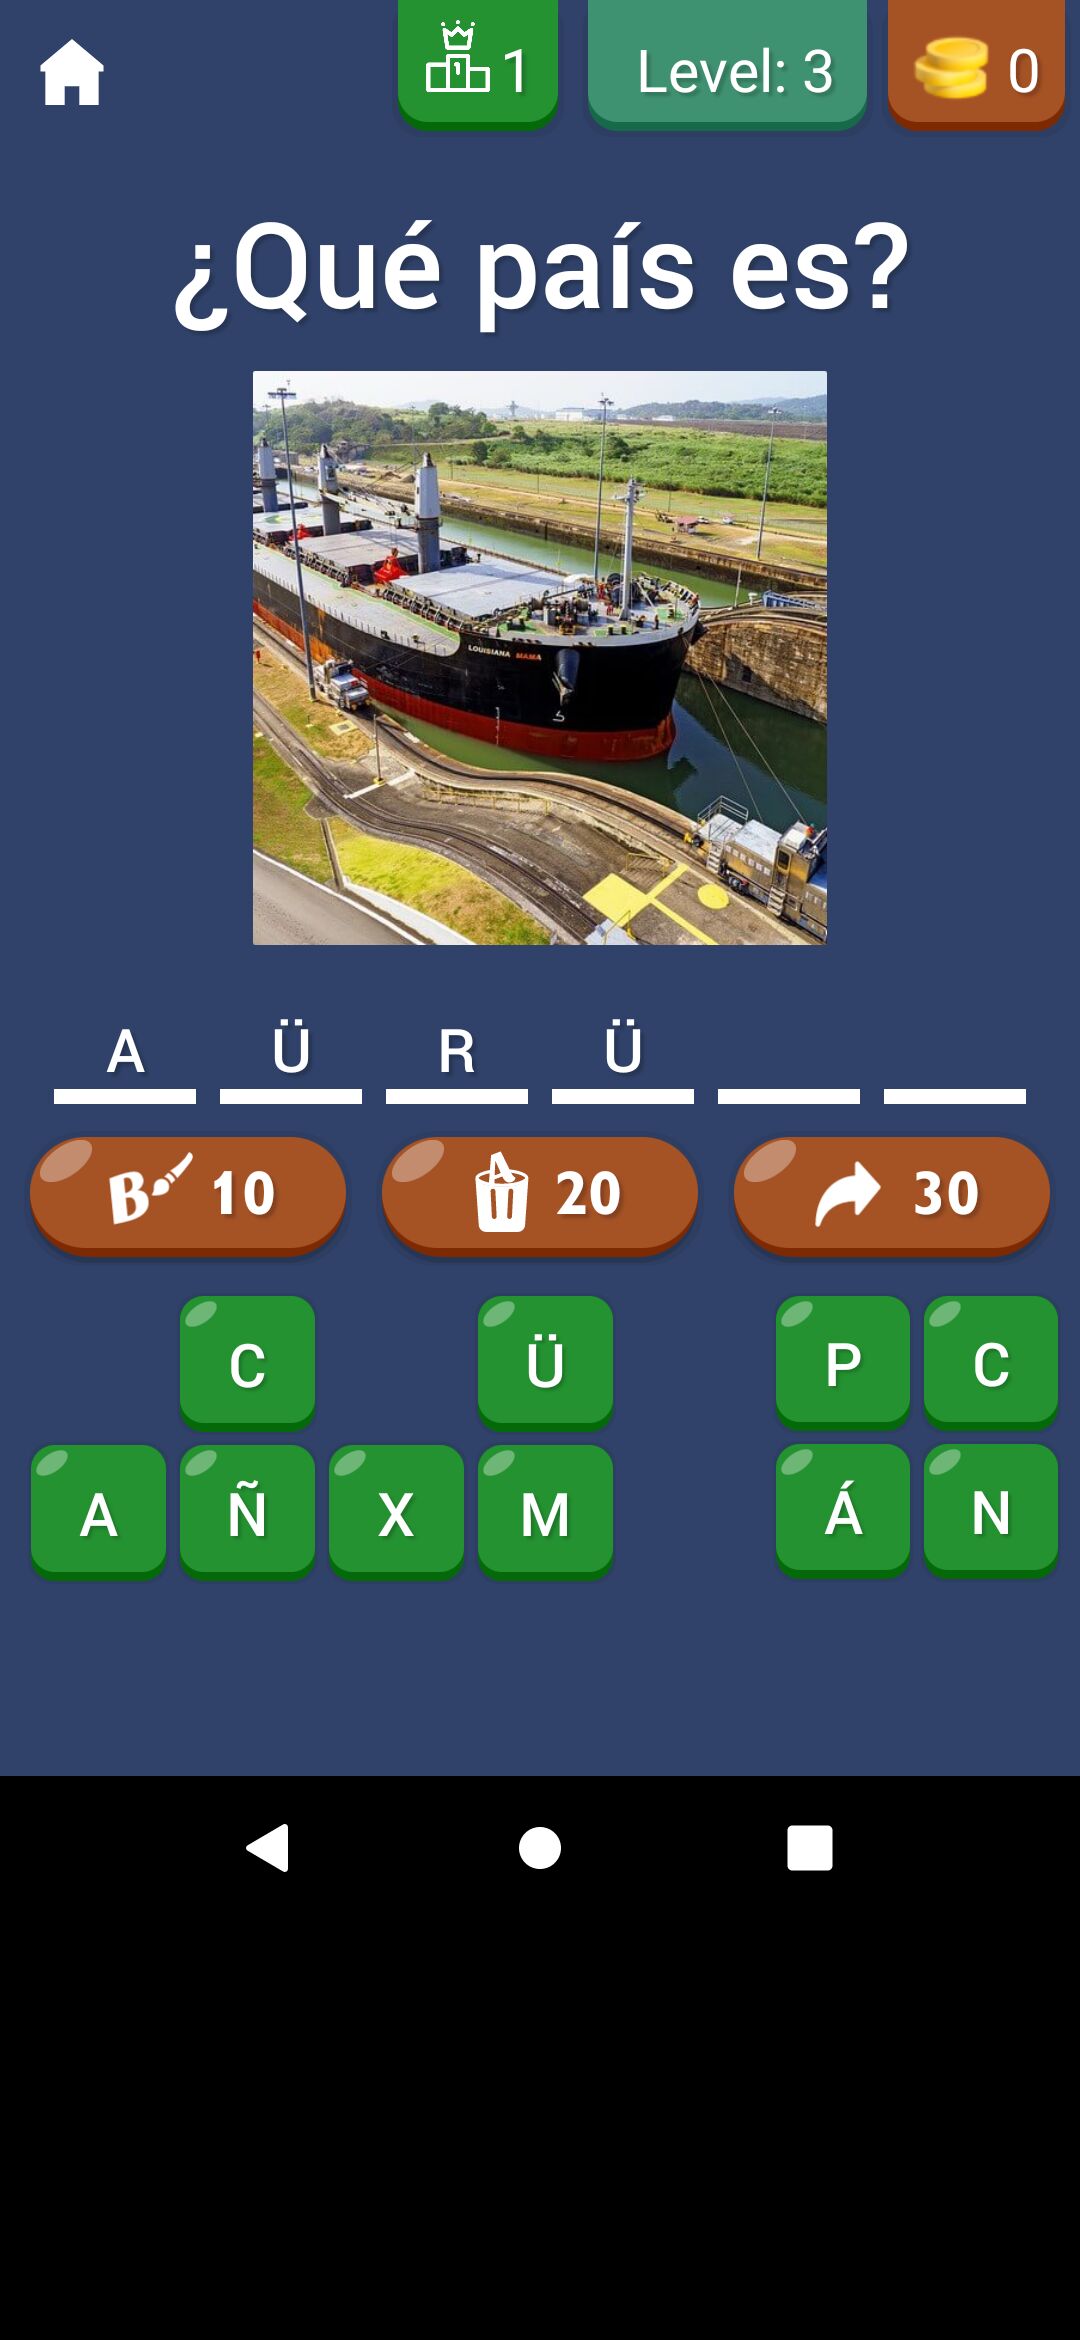 1
Level: 3
0
¿Qué país es?
LOUISIANA MAMA
A Ü R Ü
10
20
30
C Ü P C
A Ñ X M Á N